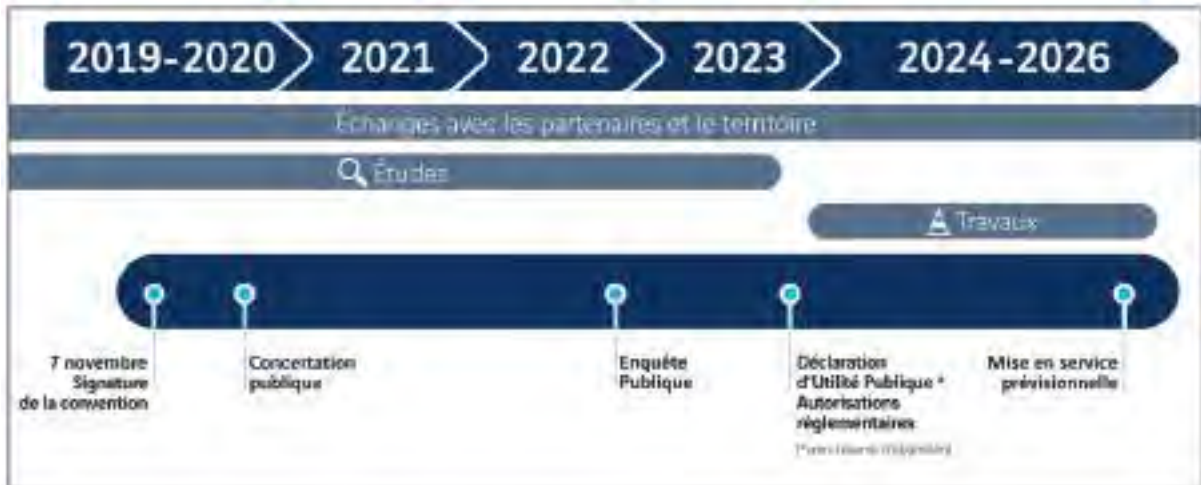 2019-2020
2021
2022
2023
2024-2026
Échanges avec les partenaires et le territoire
Études
Travaux
7 novembre
Signature
de la convention
Concertation
publique
Enquête
Publique
Déclaration
d'Utilité Publique *
Autorisations
réglementaires
Mise en service
prévisionnelle